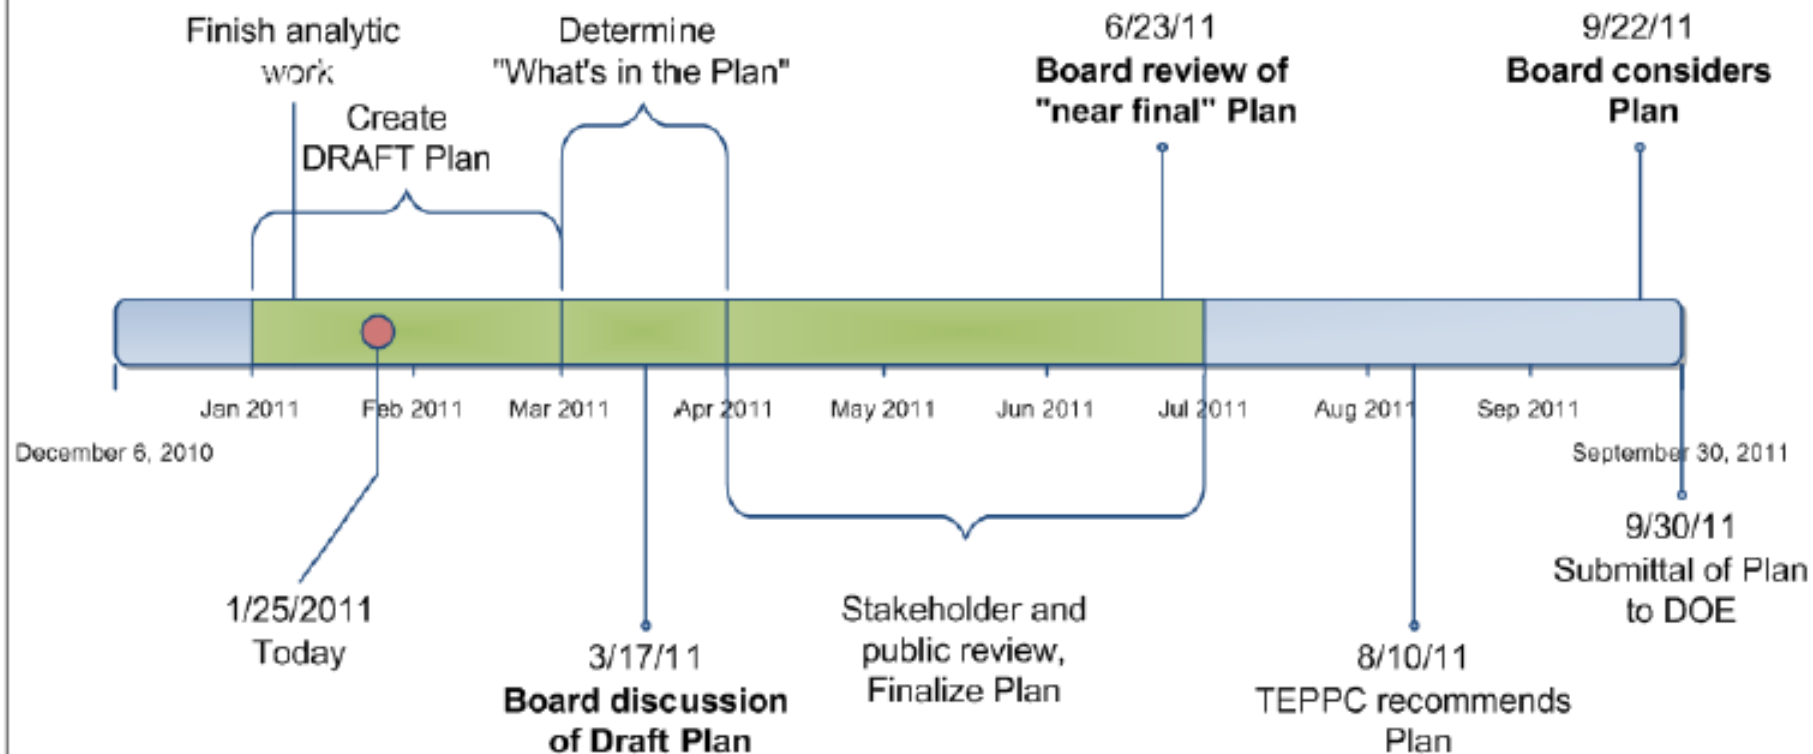 Finish analytic
work
Determine
"What's in the Plan"
6/23/11
Board review of
"near final" Plan
9/22/11
Board considers
Plan
Create
DRAFT Plan
Jan 2011
Feb 2011
Mar 2011
Apr 2011
May 2011
Jun 2011
Jul 2011
Aug 2011
Sep 2011
December 6, 2010
September 30, 2011
1/25/2011
Today
3/17/11
Board discussion
of Draft Plan
Stakeholder and
public review,
Finalize Plan
8/10/11
TEPPC recommends
Plan
9/30/11
Submittal of Plan
to DOE